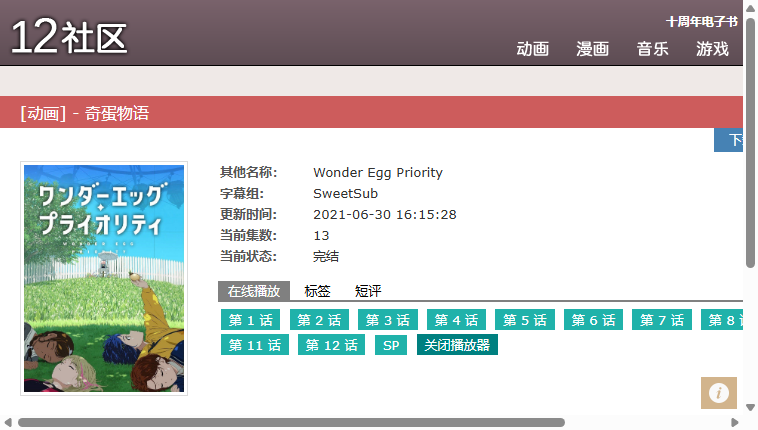 12社区
十周年电子书
动画 漫画 音乐 游戏
[动画] - 奇蛋物语
下
ワンダーエッグ
プライオリティ
WONDER EGG
PRIORITY
其他名称: Wonder Egg Priority
字幕组: SweetSub
更新时间: 2021-06-30 16:15:28
当前集数: 13
当前状态: 完结
在线播放 标签 短评
第 1 话 第 2 话 第 3 话 第 4 话 第 5 话 第 6 话 第 7 话 第 8
第 11 话 第 12 话 SP 关闭播放器
i